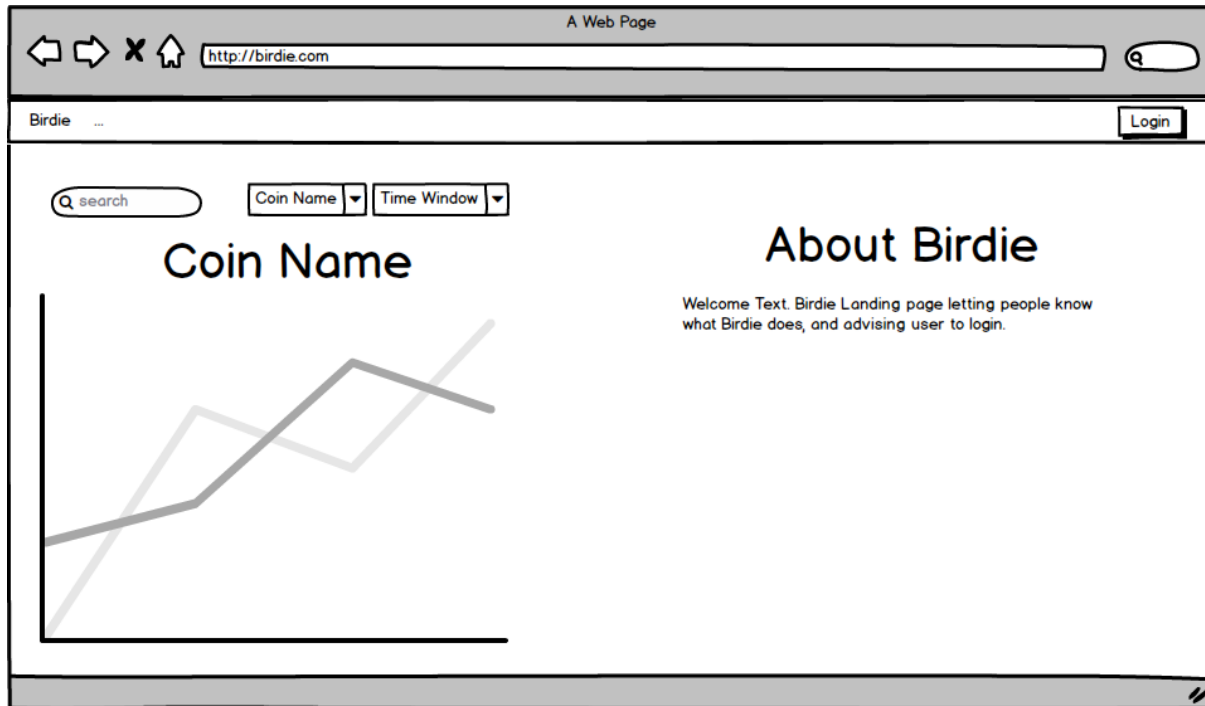 A Web Page
http://birdie.com
Birdie ...
Login
search
Coin Name
Time Window
Coin Name
About Birdie
Welcome Text. Birdie Landing page letting people know
what Birdie does, and advising user to login.